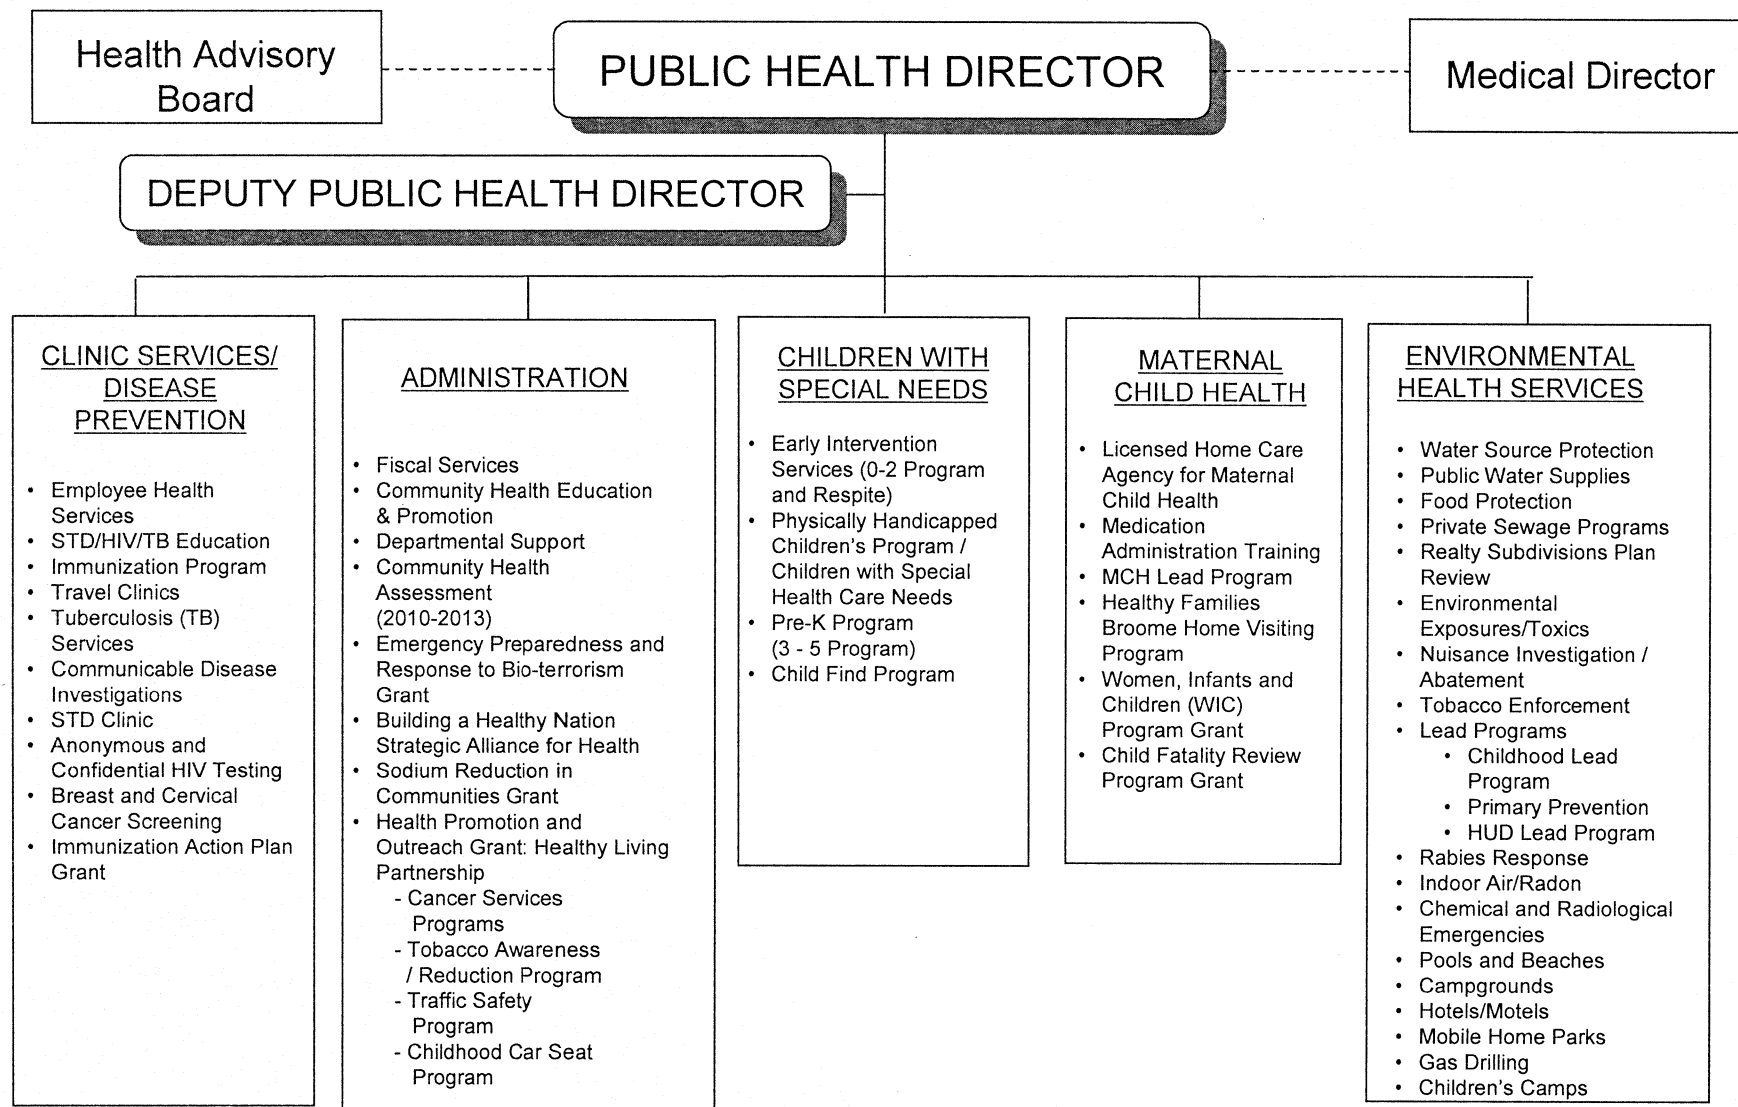 Health Advisory
Board
PUBLIC HEALTH DIRECTOR
Medical Director
DEPUTY PUBLIC HEALTH DIRECTOR
CLINIC SERVICES/
DISEASE
PREVENTION
• Employee Health
Services
• STD/HIV/TB Education
• Immunization Program
• Travel Clinics
• Tuberculosis (TB)
Services
• Communicable Disease
Investigations
• STD Clinic
• Anonymous and
Confidential HIV Testing
• Breast and Cervical
Cancer Screening
• Immunization Action Plan
Grant
ADMINISTRATION
• Fiscal Services
• Community Health Education
& Promotion
• Departmental Support
• Community Health
Assessment
(2010-2013)
• Emergency Preparedness and
Response to Bio-terrorism
Grant
• Building a Healthy Nation
Strategic Alliance for Health
• Sodium Reduction in
Communities Grant
• Health Promotion and
Outreach Grant: Healthy Living
Partnership
- Cancer Services
Programs
- Tobacco Awareness
/ Reduction Program
- Traffic Safety
Program
- Childhood Car Seat
Program
CHILDREN WITH
SPECIAL NEEDS
• Early Intervention
Services (0-2 Program
and Respite)
• Physically Handicapped
Children's Program /
Children with Special
Health Care Needs
• Pre-K Program
(3 - 5 Program)
• Child Find Program
MATERNAL
CHILD HEALTH
• Licensed Home Care
Agency for Maternal
Child Health
• Medication
Administration Training
• MCH Lead Program
• Healthy Families
Broome Home Visiting
Program
• Women, Infants and
Children (WIC)
Program Grant
• Child Fatality Review
Program Grant
ENVIRONMENTAL
HEALTH SERVICES
• Water Source Protection
• Public Water Supplies
• Food Protection
• Private Sewage Programs
• Realty Subdivisions Plan
Review
• Environmental
Exposures/Toxics
• Nuisance Investigation /
Abatement
• Tobacco Enforcement
• Lead Programs
• Childhood Lead
Program
• Primary Prevention
• HUD Lead Program
• Rabies Response
• Indoor Air/Radon
• Chemical and Radiological
Emergencies
• Pools and Beaches
• Campgrounds
• Hotels/Motels
• Mobile Home Parks
• Gas Drilling
• Children's Camps